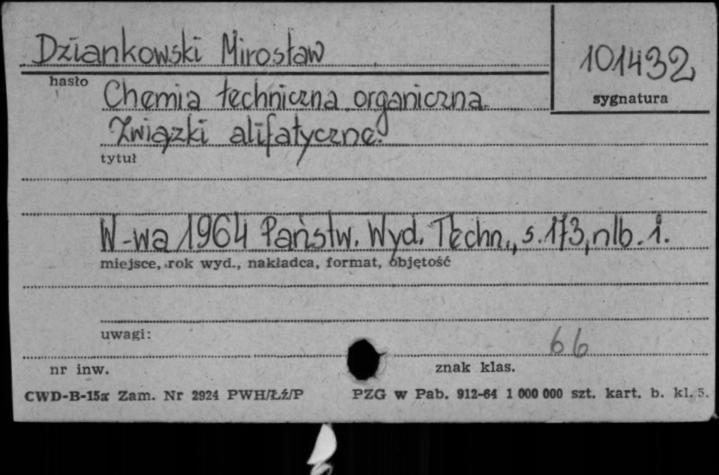 Dziankowski Mirosław
101432
hasło
sygnatura
Chemia techniczna organiczna.
Związki alifatyczne.
tytuł
W-wa 1964 Państw. Wyd. Techn., s. 173, nlb. 1.
miejsce, rok wyd., nakładca, format, objętość
uwagi:
66
nr inw.
znak klas.
CWD-B-15a Zam. Nr 2924 PWH/Łź/P PZG w Pab. 912-64 1 000 000 szt. kart. b. kl. 5.